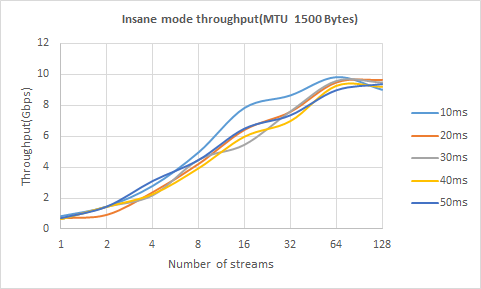 Insane mode throughput(MTU 1500 Bytes)
Throughput(Gbps)
12
10
8
6
4
2
0
1 2 4 8 16 32 64 128
Number of streams
10ms
20ms
30ms
40ms
50ms